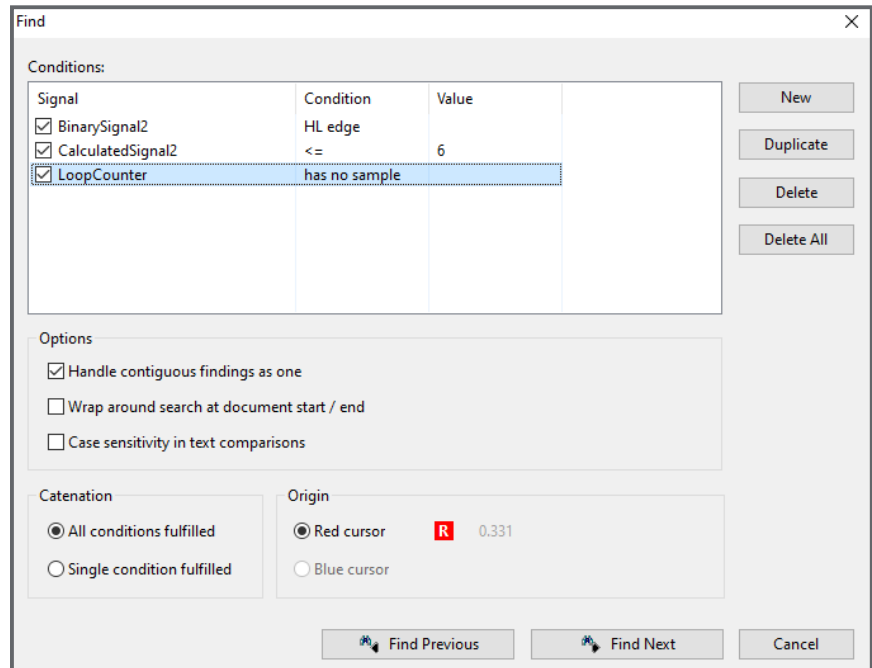 Find
Conditions:
Signal Condition Value
BinarySignal2 HL edge
CalculatedSignal2 <= 6
LoopCounter has no sample
New
Duplicate
Delete
Delete All
Options
Handle contiguous findings as one
Wrap around search at document start / end
Case sensitivity in text comparisons
Catenation
All conditions fulfilled
Single condition fulfilled
Origin
Red cursor R 0.331
Blue cursor
Find Previous Find Next Cancel